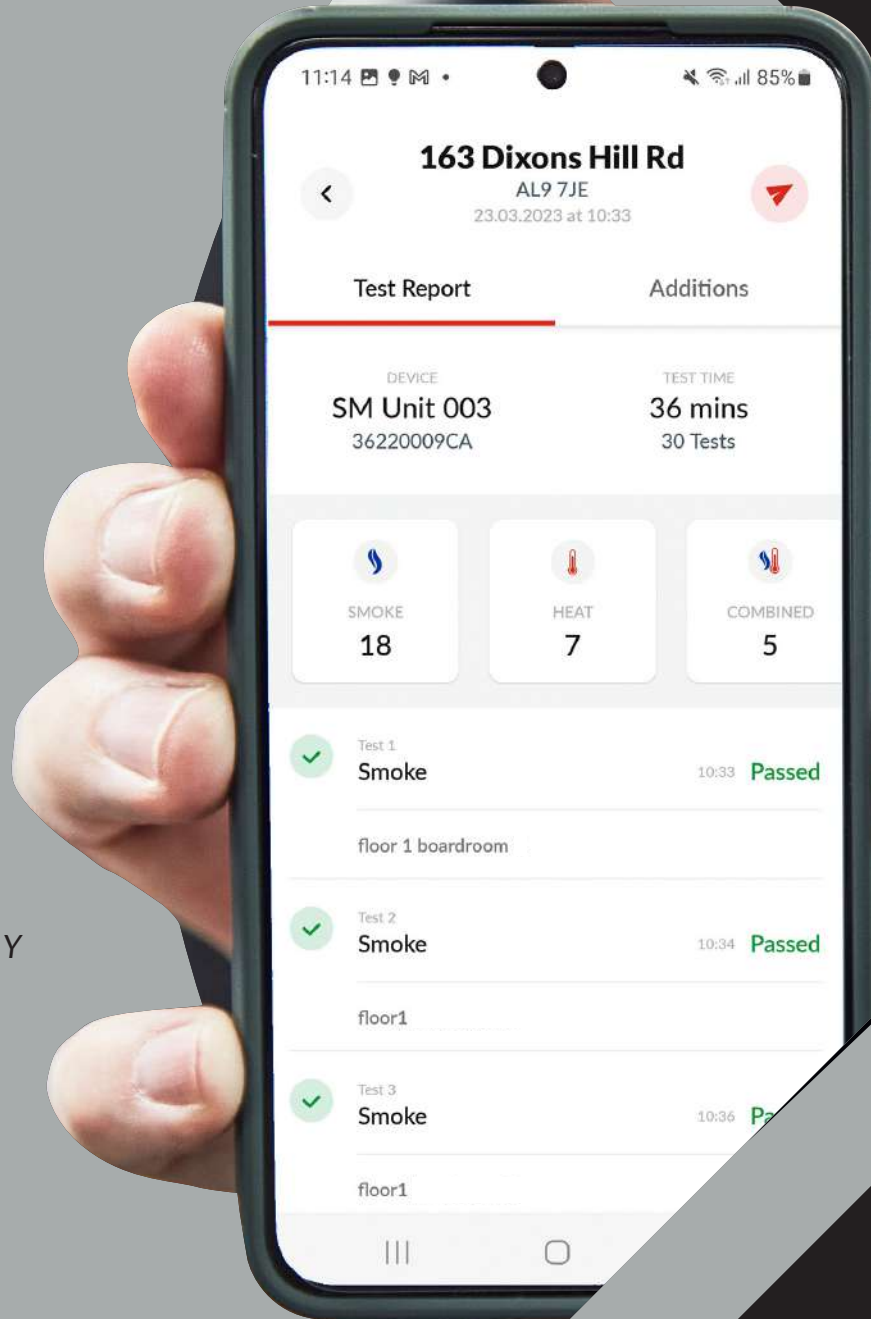 11:14 85%
163 Dixons Hill Rd
AL9 7JE
23.03.2023 at 10:33
Test Report Additions
DEVICE TEST TIME
SM Unit 003 36 mins
36220009CA 30 Tests
SMOKE HEAT COMBINED
18 7 5
Test 1
Smoke 10:33 Passed
floor 1 boardroom
Test 2
Smoke 10:34 Passed
Y
floor1
Test 3
Smoke 10:36 Pa
floor1